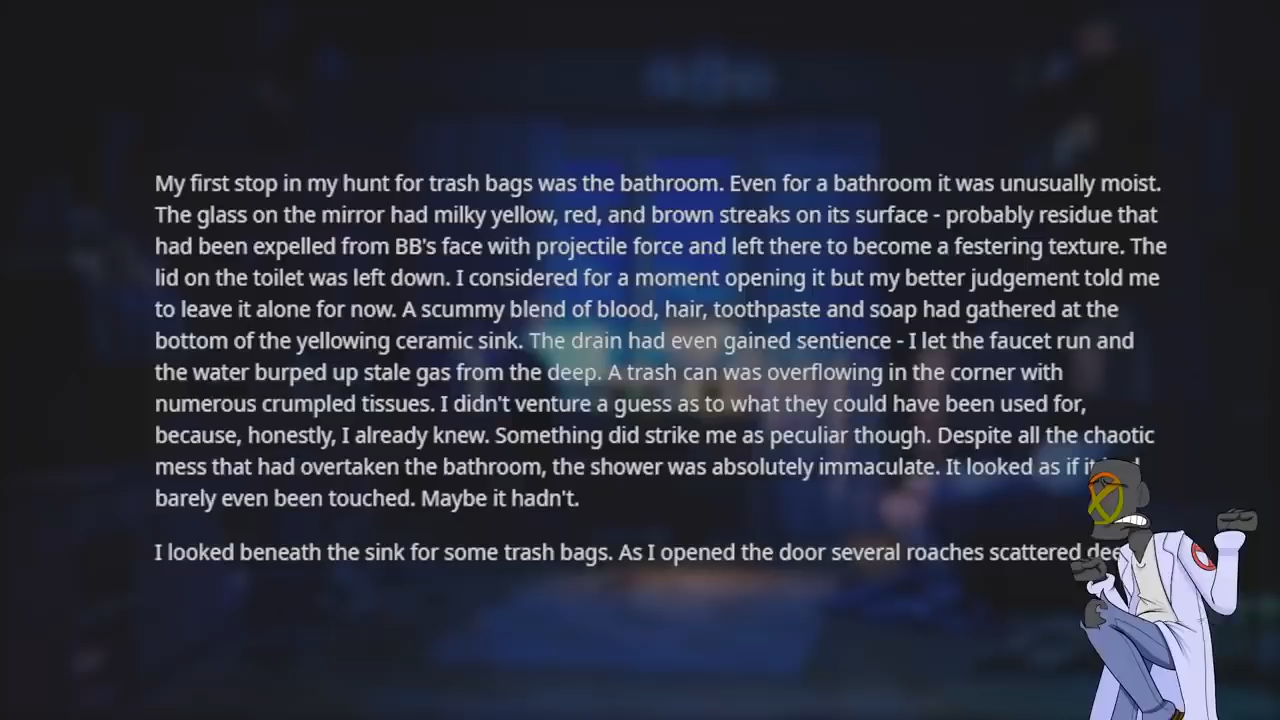 My first stop in my hunt for trash bags was the bathroom. Even for a bathroom it was unusually moist.
The glass on the mirror had milky yellow, red, and brown streaks on its surface - probably residue that
had been expelled from BB's face with projectile force and left there to become a festering texture. The
lid on the toilet was left down. I considered for a moment opening it but my better judgement told me
to leave it alone for now. A scummy blend of blood, hair, toothpaste and soap had gathered at the
bottom of the yellowing ceramic sink. The drain had even gained sentience - I let the faucet run and
the water burped up stale gas from the deep. A trash can was overflowing in the corner with
numerous crumpled tissues. I didn't venture a guess as to what they could have been used for,
because, honestly, I already knew. Something did strike me as peculiar though. Despite all the chaotic
mess that had overtaken the bathroom, the shower was absolutely immaculate. It looked as if it
barely even been touched. Maybe it hadn't.
I looked beneath the sink for some trash bags. As I opened the door several roaches scattered